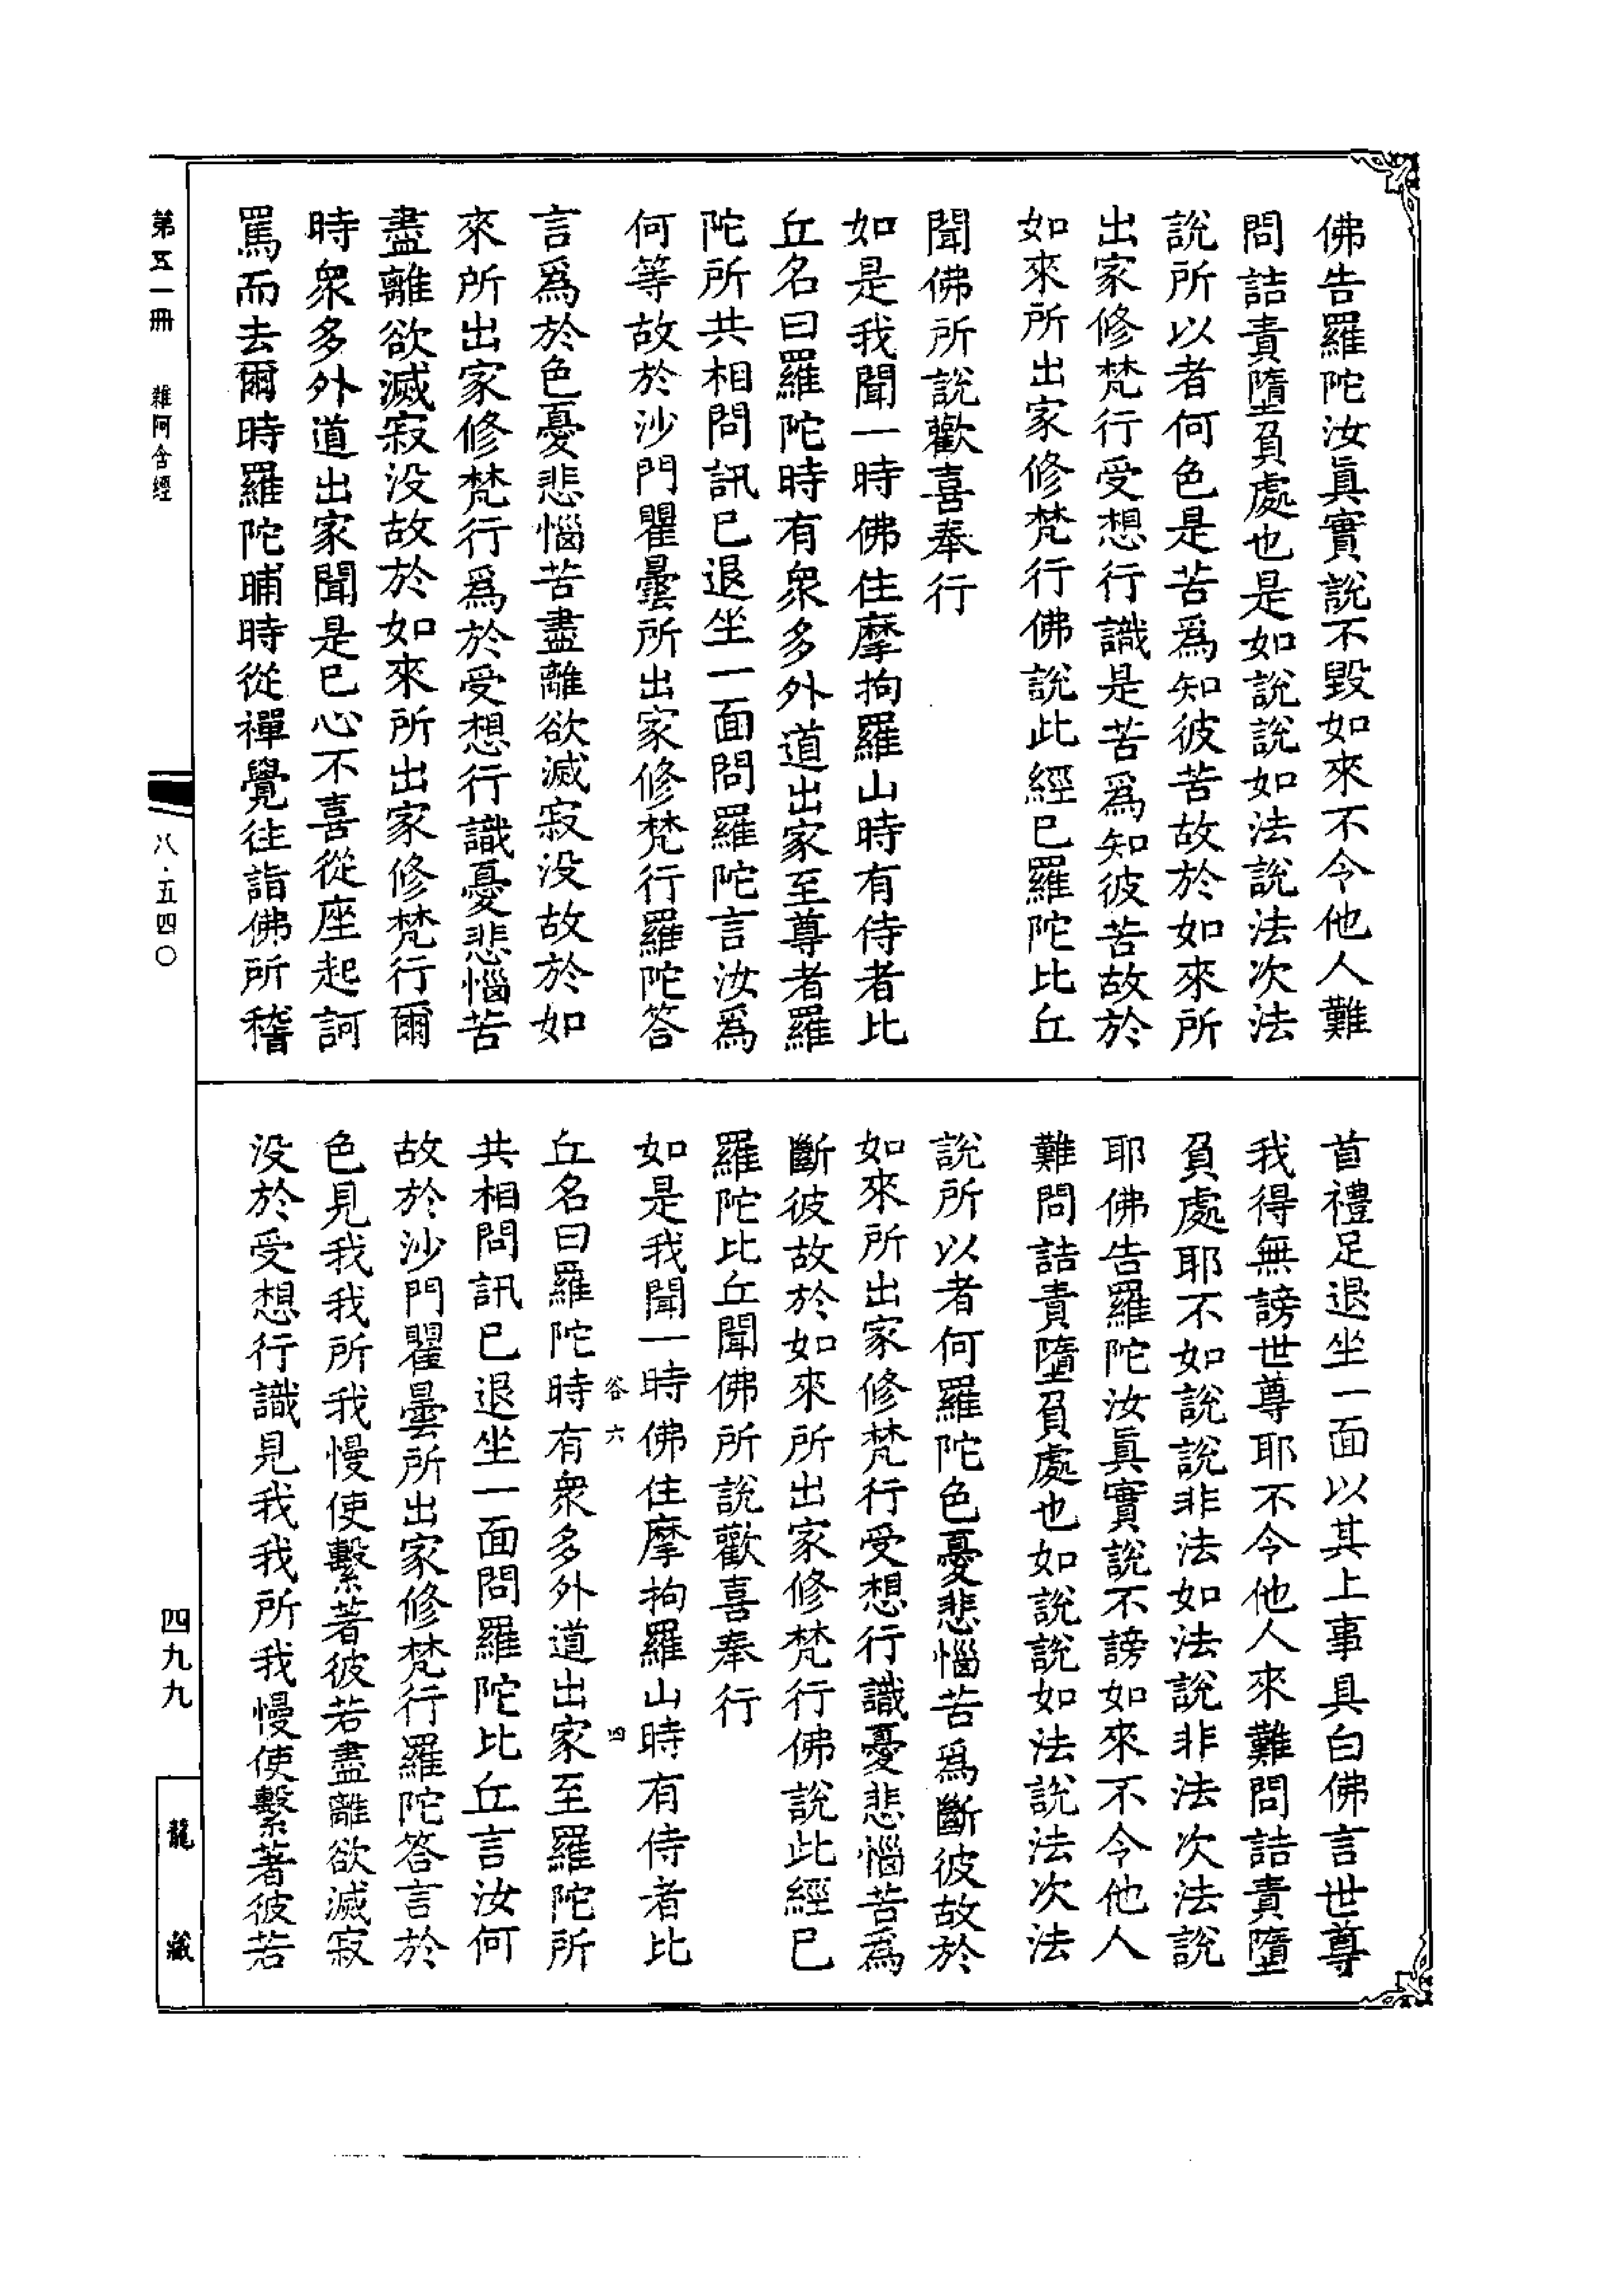 佛告羅陀汝眞實說不毀如來不令他人難
問詰責墮負處也是如說說如法說法次法
說所以者何色是苦爲知彼苦故於如來所
出家修梵行受想行識是苦爲知彼苦故於
如來所出家修梵行佛說此經已羅陀比丘
聞佛所說歡喜奉行
如是我聞一時佛住摩拘羅山時有侍者比
丘名曰羅陀時有衆多外道出家至尊者羅
陀所共相問訊已退坐一面問羅陀言汝爲
何等故於沙門瞿曇所出家修梵行羅陀答
言爲於色憂悲惱苦盡離欲滅寂没故於如
來所出家修梵行爲於受想行識憂悲惱苦
盡離欲滅寂没故於如來所出家修梵行爾
時衆多外道出家聞是已心不喜從座起訶
罵而去爾時羅陀晡時從禪覺往詣佛所稽
首禮足退坐一面以其上事具白佛言世尊
我得無謗世尊耶不令他人來難問詰責墮
負處耶不如說說非法如法說非法次法說
耶佛告羅陀汝眞實說不謗如來不令他人
難問詰責墮負處也如說說如法說法次法
說所以者何羅陀色憂悲惱苦爲斷彼故於
如來所出家修梵行受想行識憂悲惱苦爲
斷彼故於如來所出家修梵行佛說此經已
羅陀比丘聞佛所說歡喜奉行
如是我聞一時佛住摩拘羅山時有侍者比
谷六 四
丘名曰羅陀時有衆多外道出家至羅陀所
共相問訊已退坐一面問羅陀比丘言汝何
故於沙門瞿曇所出家修梵行羅陀答言於
色見我我所我慢使繫著彼若盡離欲滅寂
没於受想行識見我我所我慢使繫著彼若
第五一冊 雜阿含經
八·五四〇
四九九
龍藏